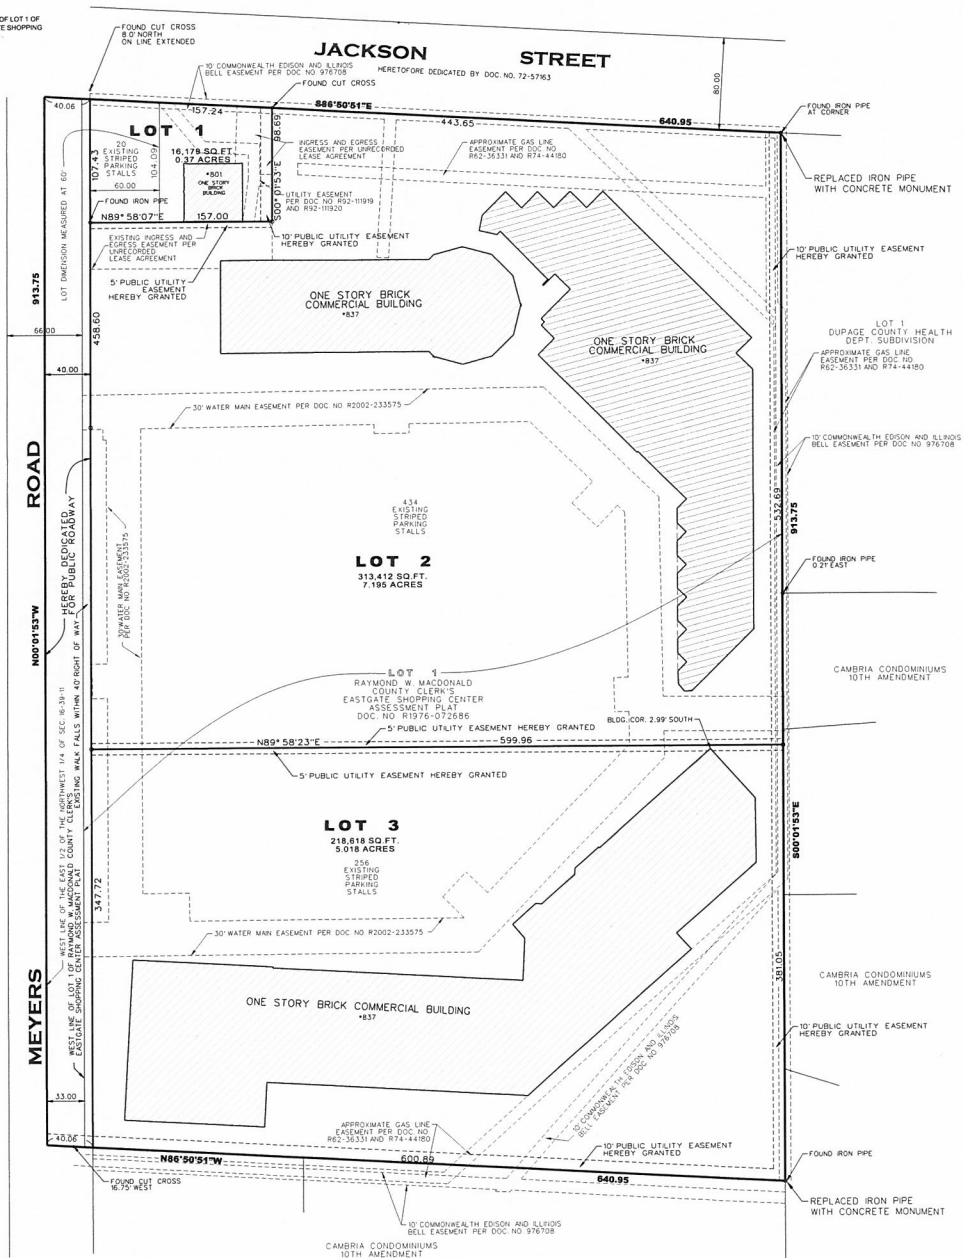 OF LOT 1 OF
E SHOPPING
FOUND CUT CROSS
8.0' NORTH
ON LINE EXTENDED
JACKSON STREET
HERETOFORE DEDICATED BY DOC. NO. 72-57163
10' COMMONWEALTH EDISON AND ILLINOIS
BELL EASEMENT PER DOC NO 976708
FOUND CUT CROSS
80.00
40.06
157.24
S86°50'51"E
443.65
640.95
FOUND IRON PIPE
AT CORNER
REPLACED IRON PIPE
WITH CONCRETE MONUMENT
LOT 1
16,179 SQ.FT.
0.37 ACRES
20
EXISTING
STRIPED
PARKING
STALLS
60.00
107.43
104.09
98.69
S00°01'53"E
*801
ONE STORY
BRICK
BUILDING
INGRESS AND EGRESS
EASEMENT PER UNRECORDED
LEASE AGREEMENT
APPROXIMATE GAS LINE
EASEMENT PER DOC NO
R62-36331 AND R74-44180
UTILITY EASEMENT
PER DOC NO R92-111919
AND R92-111920
FOUND IRON PIPE
N89°58'07"E
157.00
LOT DIMENSION MEASURED AT 60'
10' PUBLIC UTILITY EASEMENT
HEREBY GRANTED
EXISTING INGRESS AND
EGRESS EASEMENT PER
UNRECORDED
LEASE AGREEMENT
5' PUBLIC UTILITY
EASEMENT
HEREBY GRANTED
10' PUBLIC UTILITY EASEMENT
HEREBY GRANTED
913.75
458.60
66.00
40.00
ONE STORY BRICK
COMMERCIAL BUILDING
*837
ONE STORY BRICK
COMMERCIAL BUILDING
*837
LOT 1
DUPAGE COUNTY HEALTH
DEPT. SUBDIVISION
APPROXIMATE GAS LINE
EASEMENT PER DOC NO
R62-36331 AND R74-44180
30' WATER MAIN EASEMENT PER DOC NO R2002-233575
10' COMMONWEALTH EDISON AND ILLINOIS
BELL EASEMENT PER DOC NO 976708
434
EXISTING
STRIPED
PARKING
STALLS
LOT 2
313,412 SQ.FT.
7.195 ACRES
532.69
913.75
FOUND IRON PIPE
0.21' EAST
MEYERS ROAD
N00°01'53"W
HEREBY DEDICATED
FOR PUBLIC ROADWAY
30' WATER MAIN EASEMENT
PER DOC NO R2002-233575
WEST LINE OF THE EAST 1/2 OF THE NORTHWEST 1/4 OF SEC. 16-39-11
WEST LINE OF LOT 1 OF RAYMOND W. MACDONALD COUNTY CLERK'S
EASTGATE SHOPPING CENTER ASSESSMENT PLAT
EXISTING WALK FALLS WITHIN 40' RIGHT OF WAY
LOT 1
RAYMOND W. MACDONALD
COUNTY CLERK'S
EASTGATE SHOPPING CENTER
ASSESSMENT PLAT
DOC. NO R1976-072686
CAMBRIA CONDOMINIUMS
10TH AMENDMENT
5' PUBLIC UTILITY EASEMENT HEREBY GRANTED
BLDG. COR. 2.99' SOUTH
N89°58'23"E
599.96
5' PUBLIC UTILITY EASEMENT HEREBY GRANTED
LOT 3
218,618 SQ.FT.
5.018 ACRES
256
EXISTING
STRIPED
PARKING
STALLS
S00°01'53"E
347.72
30' WATER MAIN EASEMENT PER DOC NO R2002-233575
381.05
CAMBRIA CONDOMINIUMS
10TH AMENDMENT
ONE STORY BRICK COMMERCIAL BUILDING
*837
10' COMMONWEALTH EDISON AND ILLINOIS
BELL EASEMENT PER DOC NO 976708
10' PUBLIC UTILITY EASEMENT
HEREBY GRANTED
33.00
APPROXIMATE GAS LINE
EASEMENT PER DOC. NO
R62-36331 AND R74-44180
10' PUBLIC UTILITY EASEMENT
HEREBY GRANTED
40.06
N86°50'51"W
600.89
640.95
FOUND IRON PIPE
FOUND CUT CROSS
16.75' WEST
REPLACED IRON PIPE
WITH CONCRETE MONUMENT
10' COMMONWEALTH EDISON AND ILLINOIS
BELL EASEMENT PER DOC. NO 976708
CAMBRIA CONDOMINIUMS
10TH AMENDMENT